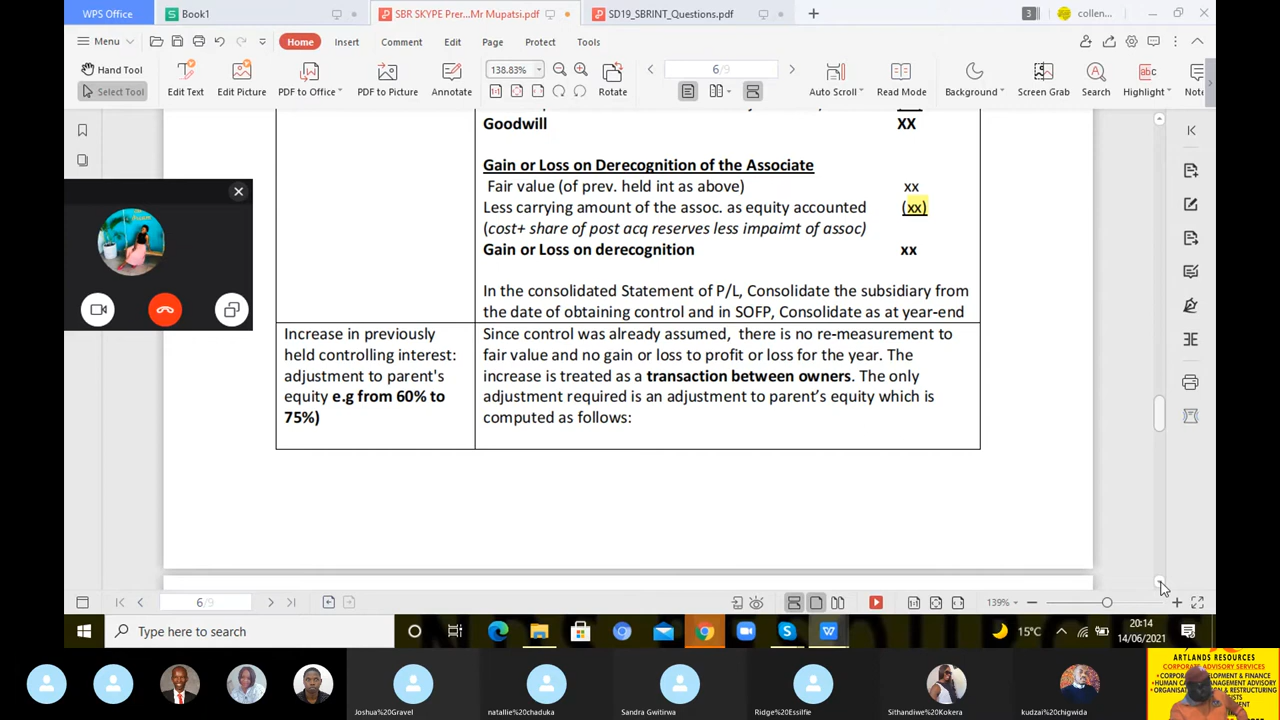 WPS Office
Book1
SBR SKYPE Prer...Mr Mupatsi.pdf
SD19_SBRINT_Questions.pdf
3
collen...
Menu
Home
Insert
Comment
Edit
Page
Protect
Tools
Hand Tool
Select Tool
Edit Text
Edit Picture
PDF to Office
PDF to Picture
Annotate
138.83%
Rotate
6/9
Auto Scroll
Read Mode
Background
Screen Grab
Search
Highlight
Note
Goodwill XX
Gain or Loss on Derecognition of the Associate
Fair value (of prev. held int as above) xx
Less carrying amount of the assoc. as equity accounted (xx)
(cost+ share of post acq reserves less impaimt of assoc)
Gain or Loss on derecognition xx
In the consolidated Statement of P/L, Consolidate the subsidiary from
the date of obtaining control and in SOFP, Consolidate as at year-end
Increase in previously
held controlling interest:
adjustment to parent's
equity e.g from 60% to
75%)
Since control was already assumed, there is no re-measurement to
fair value and no gain or loss to profit or loss for the year. The
increase is treated as a transaction between owners. The only
adjustment required is an adjustment to parent's equity which is
computed as follows:
6/9
139%
Type here to search
15°C
20:14
14/06/2021
Joshua%20Gravel
natallie%20chaduka
Sandra Gwitirwa
Ridge%20Essilfie
Sithandiwe%20Kokera
kudzai%20chigwida
ARTLANDS RESOURCES
CORPORATE ADVISORY SERVICES